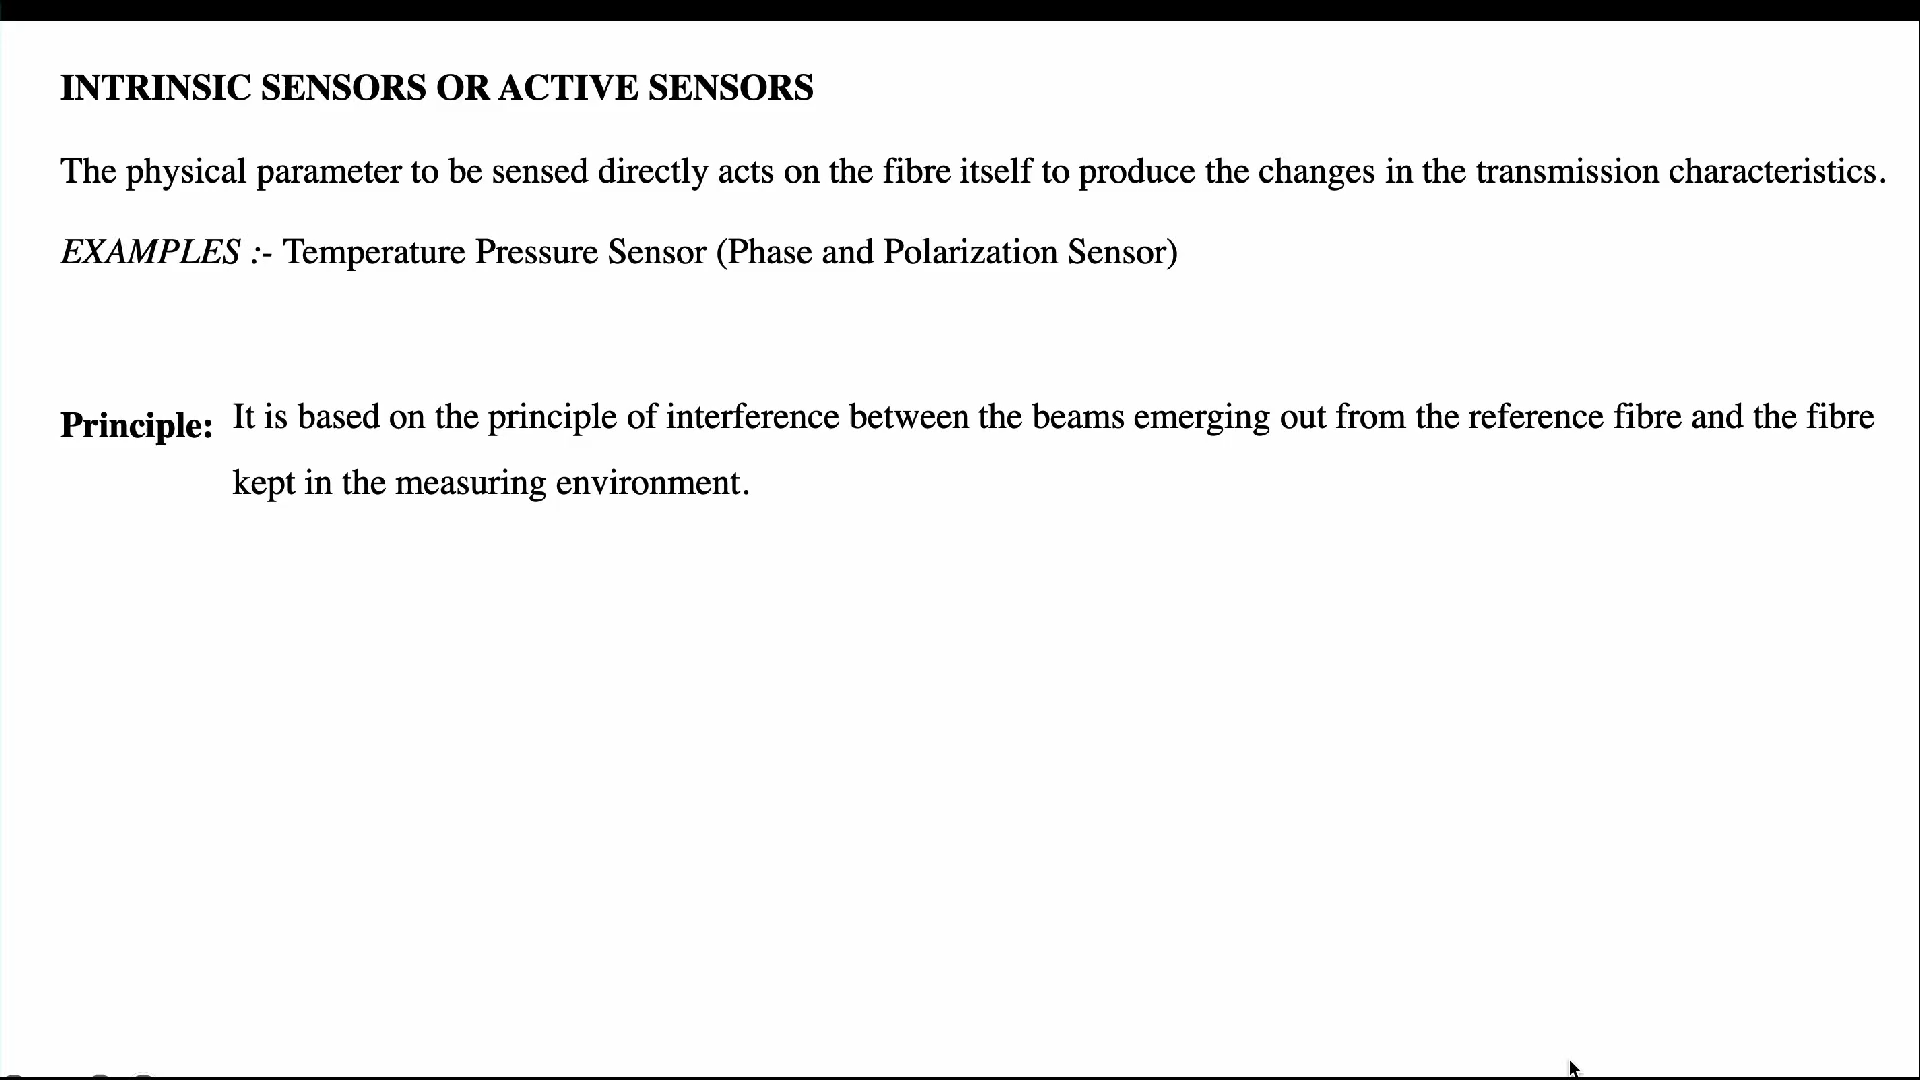 INTRINSIC SENSORS OR ACTIVE SENSORS
The physical parameter to be sensed directly acts on the fibre itself to produce the changes in the transmission characteristics.
EXAMPLES :- Temperature Pressure Sensor (Phase and Polarization Sensor)
Principle: It is based on the principle of interference between the beams emerging out from the reference fibre and the fibre
kept in the measuring environment.